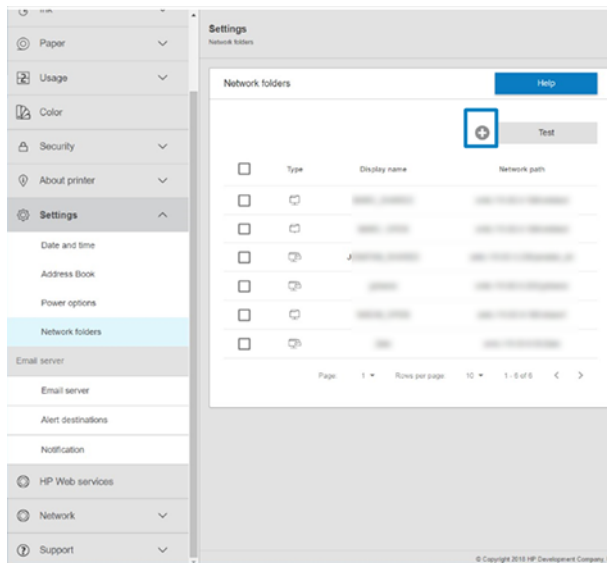 Paper
Usage
Color
Security
About printer
Settings
Date and time
Address Book
Power options
Network folders
Email server
Email server
Alert destinations
Notification
HP Web services
Network
Support
Settings
Network folders
Network folders
Help
Test
Type Display name Network path
Page: 1 Rows per page: 10 1 - 6 of 6
© Copyright 2018 HP Development Company,